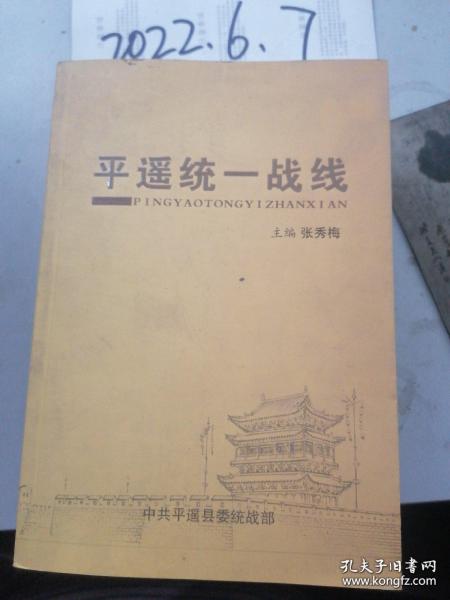 2022.6.7
平遥统一战线
PINGYAOTONGYIZHANXIAN
主编 张秀梅
中共平遥县委统战部
孔夫子旧书网
www.kongfz.com